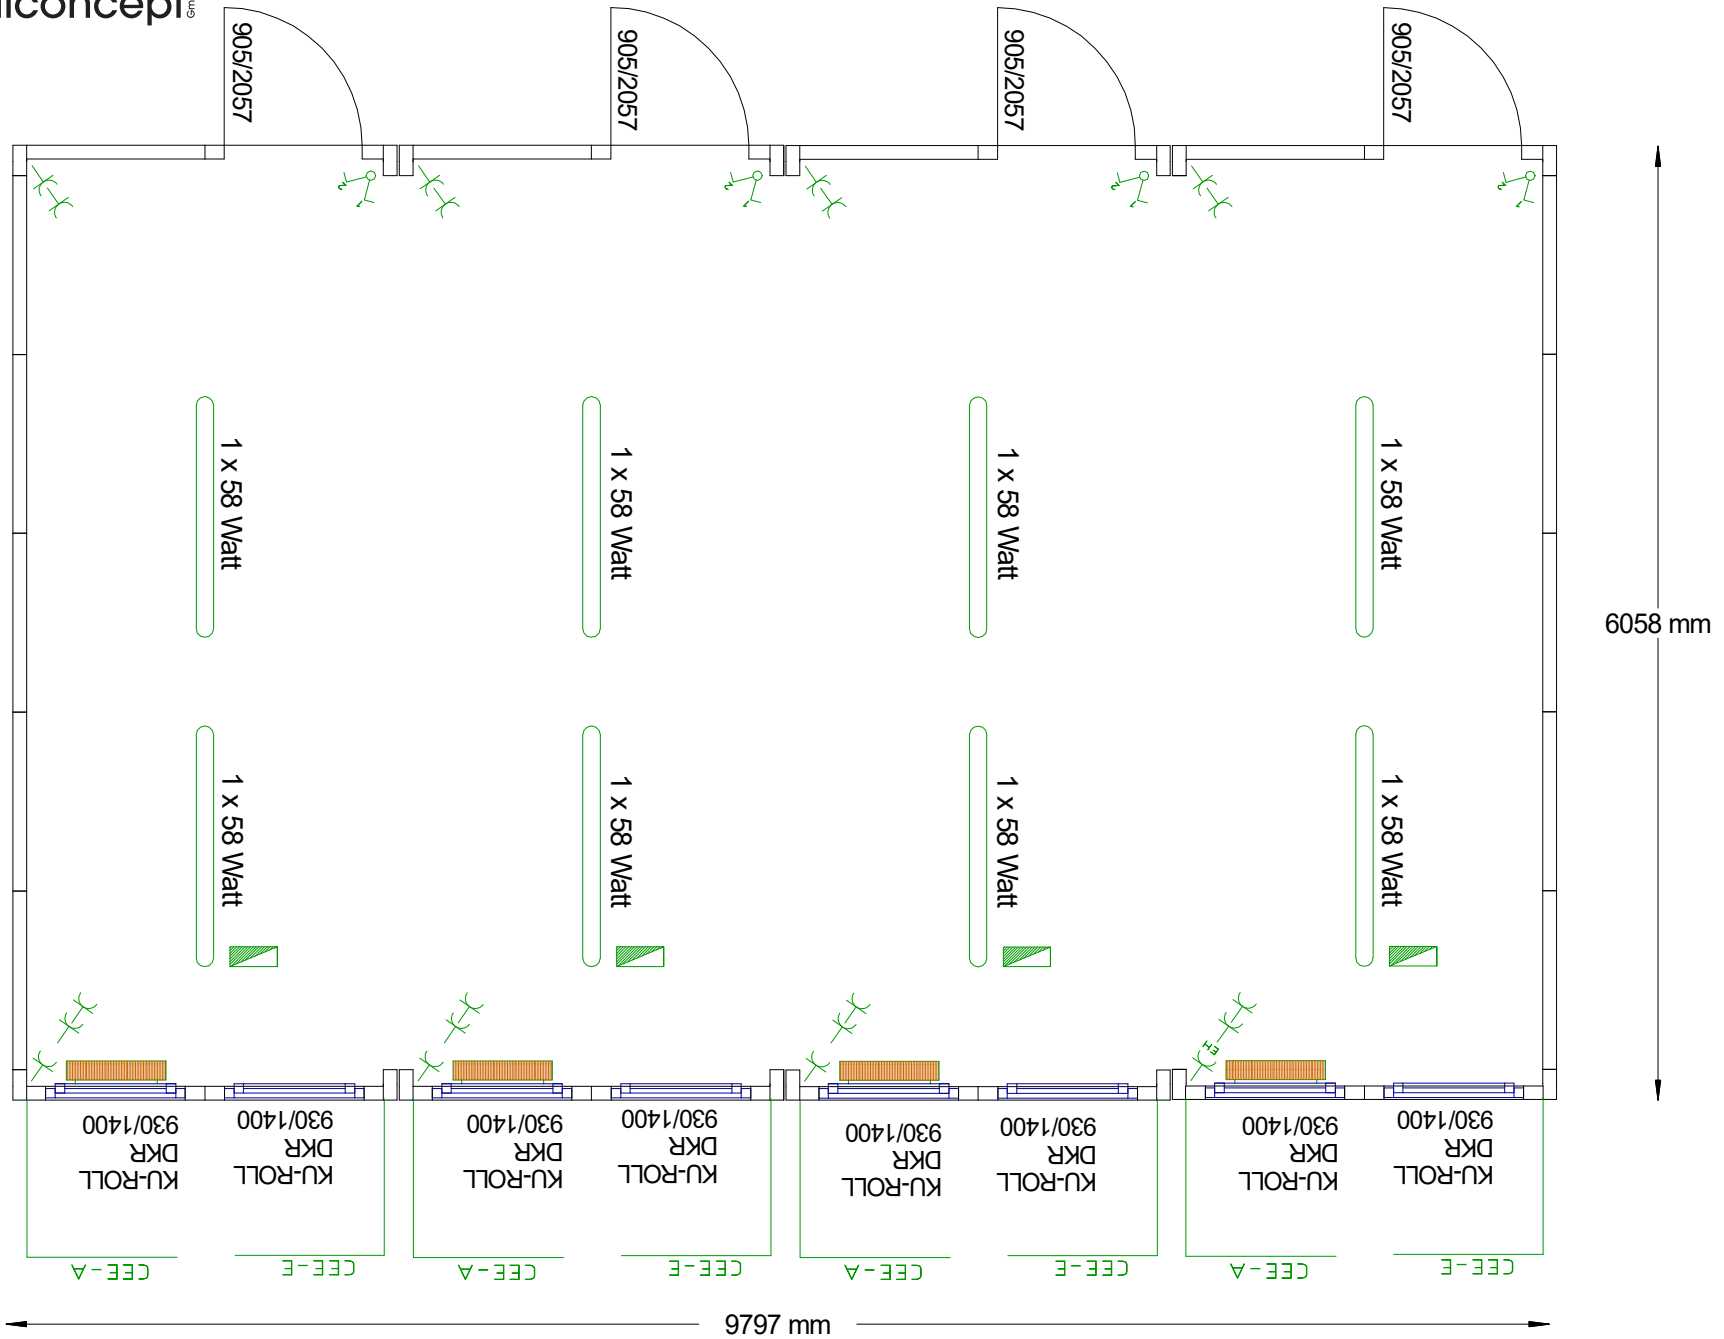 905/2057
905/2057
905/2057
905/2057
1 x 58 Watt
1 x 58 Watt
1 x 58 Watt
1 x 58 Watt
6058 mm
1 x 58 Watt
1 x 58 Watt
1 x 58 Watt
1 x 58 Watt
HE
930/1400
DKR
KU-ROLL
930/1400
DKR
KU-ROLL
930/1400
DKR
KU-ROLL
930/1400
DKR
KU-ROLL
930/1400
DKR
KU-ROLL
930/1400
DKR
KU-ROLL
930/1400
DKR
KU-ROLL
930/1400
DKR
KU-ROLL
CEE-A
CEE-E
CEE-A
CEE-E
CEE-A
CEE-E
CEE-A
CEE-E
9797 mm